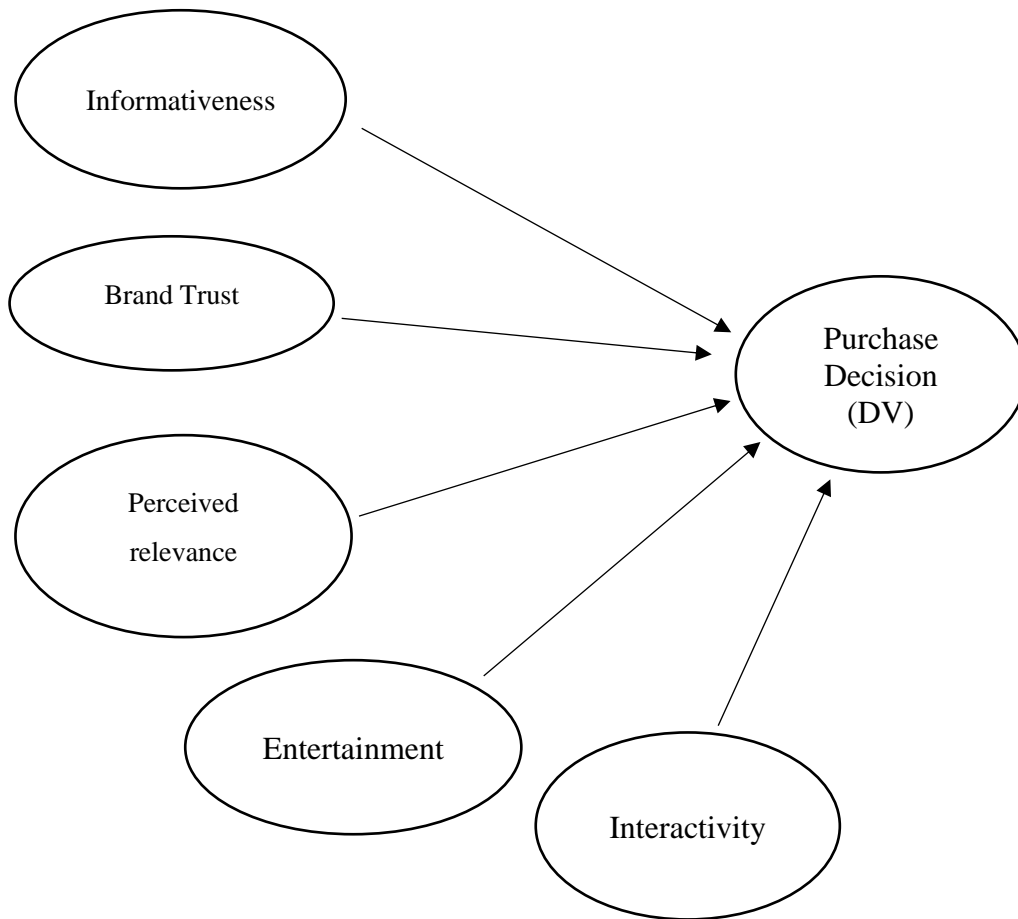 Informativeness
Brand Trust
Purchase
Decision
(DV)
Perceived
relevance
Entertainment
Interactivity